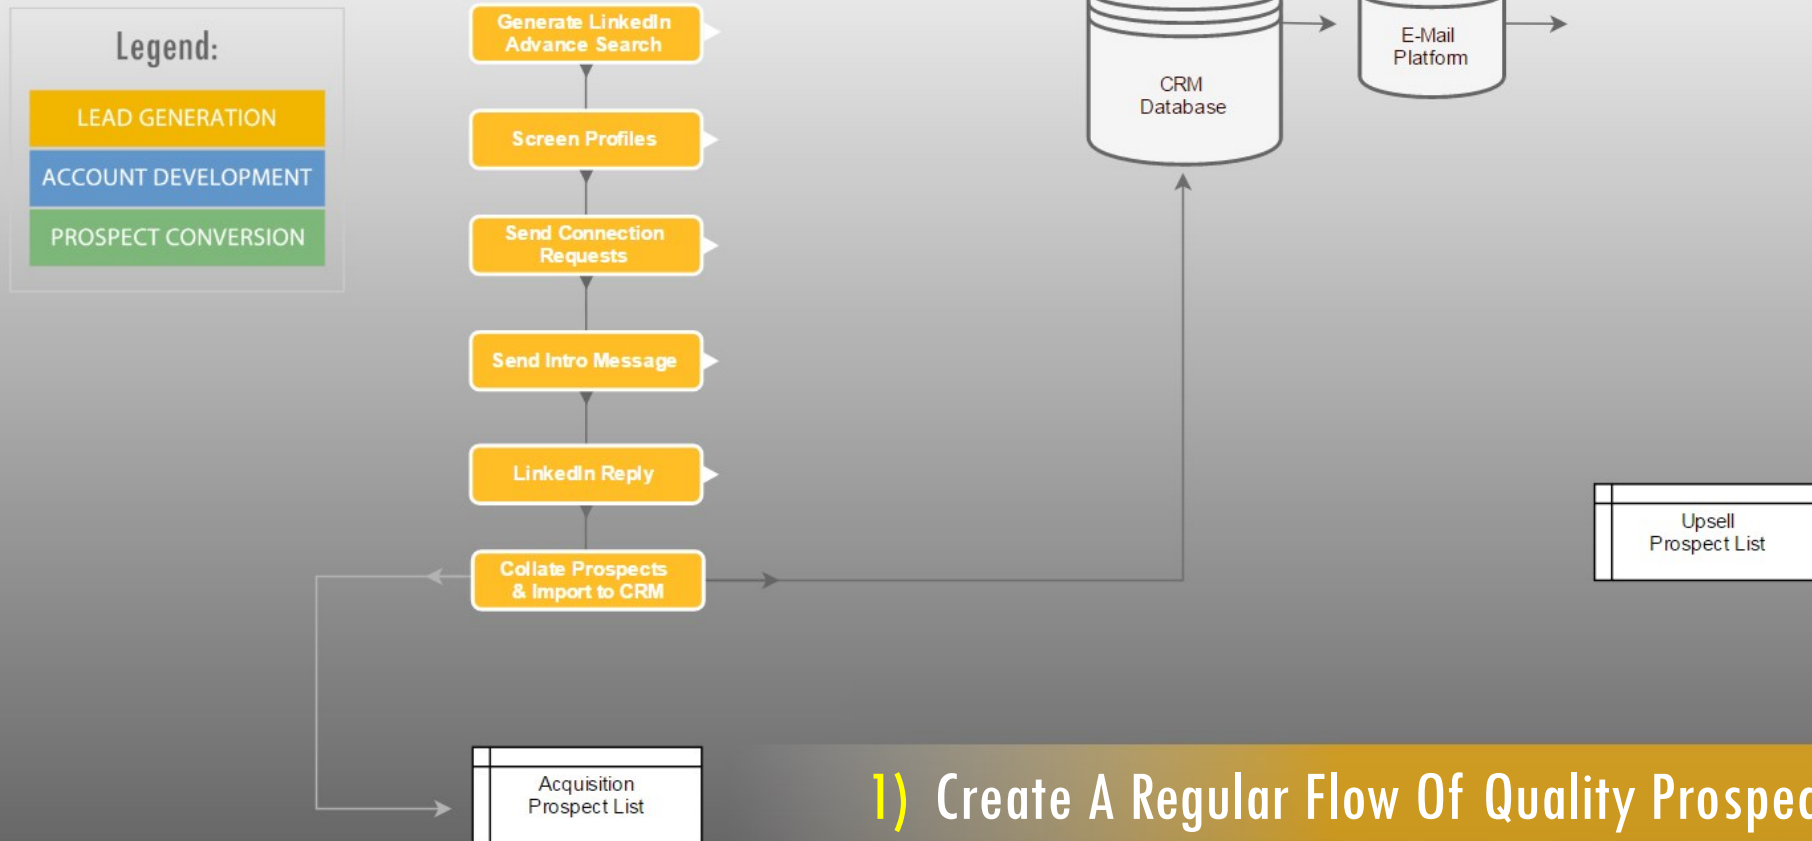 Legend:
LEAD GENERATION
ACCOUNT DEVELOPMENT
PROSPECT CONVERSION
Generate LinkedIn
Advance Search
Screen Profiles
Send Connection
Requests
Send Intro Message
LinkedIn Reply
Collate Prospects
& Import to CRM
CRM
Database
E-Mail
Platform
Upsell
Prospect List
Acquisition
Prospect List
1) Create A Regular Flow Of Quality